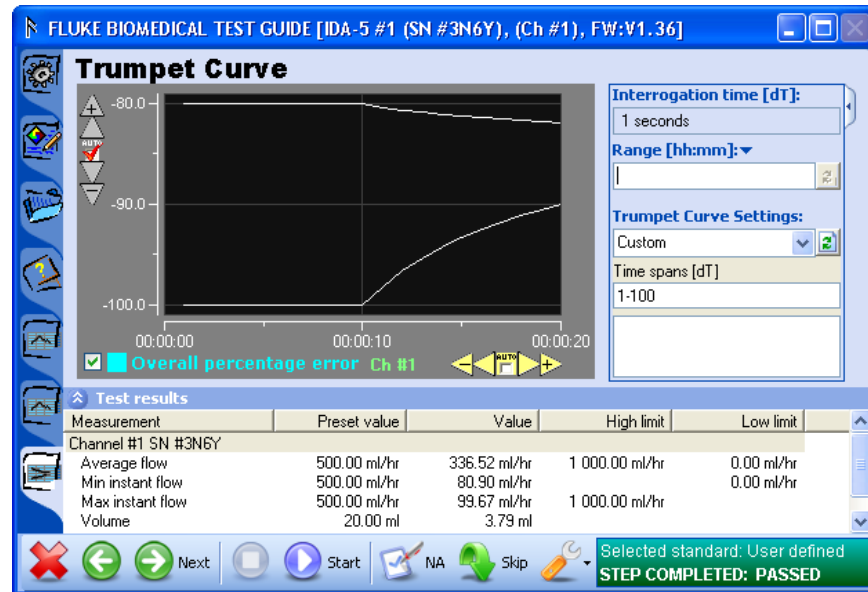 FLUKE BIOMEDICAL TEST GUIDE [IDA-5 #1 (SN #3N6Y), (Ch #1), FW:V1.36]
Trumpet Curve
-80.0
AUTO
-90.0
-100.0
00:00:00 00:00:10 00:00:20
Overall percentage error Ch #1
AUTO
Interrogation time [dT]:
1 seconds
Range [hh:mm]:
Trumpet Curve Settings:
Custom
Time spans [dT]
1-100
Test results
Measurement Preset value Value High limit Low limit
Channel #1 SN #3N6Y
Average flow 500.00 ml/hr 336.52 ml/hr 1 000.00 ml/hr 0.00 ml/hr
Min instant flow 500.00 ml/hr 80.90 ml/hr 0.00 ml/hr
Max instant flow 500.00 ml/hr 99.67 ml/hr 1 000.00 ml/hr
Volume 20.00 ml 3.79 ml
Next Start NA Skip
Selected standard: User defined
STEP COMPLETED: PASSED